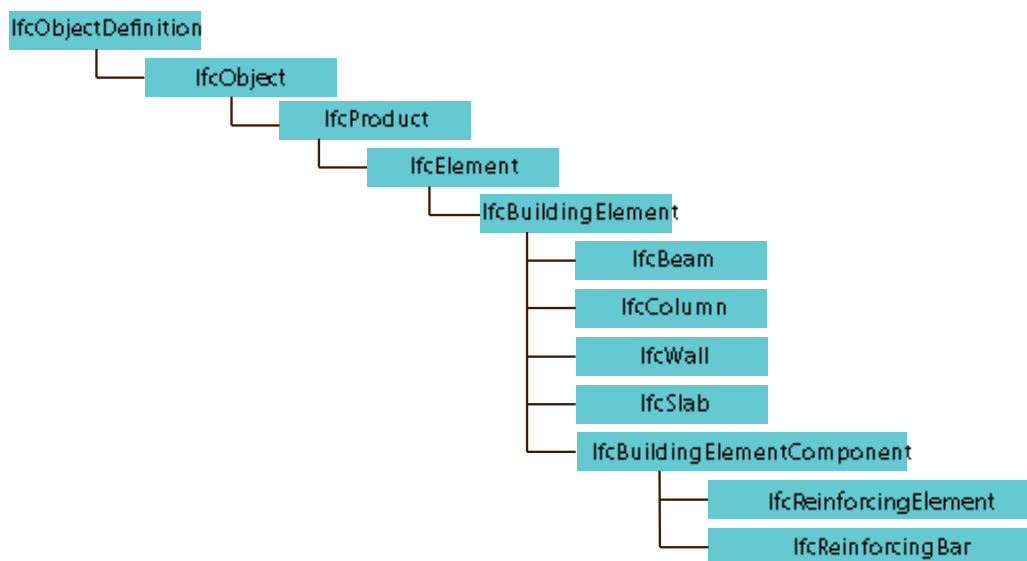 IfcObjectDefinition
IfcObject
IfcProduct
IfcElement
IfcBuildingElement
IfcBeam
IfcColumn
IfcWall
IfcSlab
IfcBuildingElementComponent
IfcReinforcingElement
IfcReinforcingBar